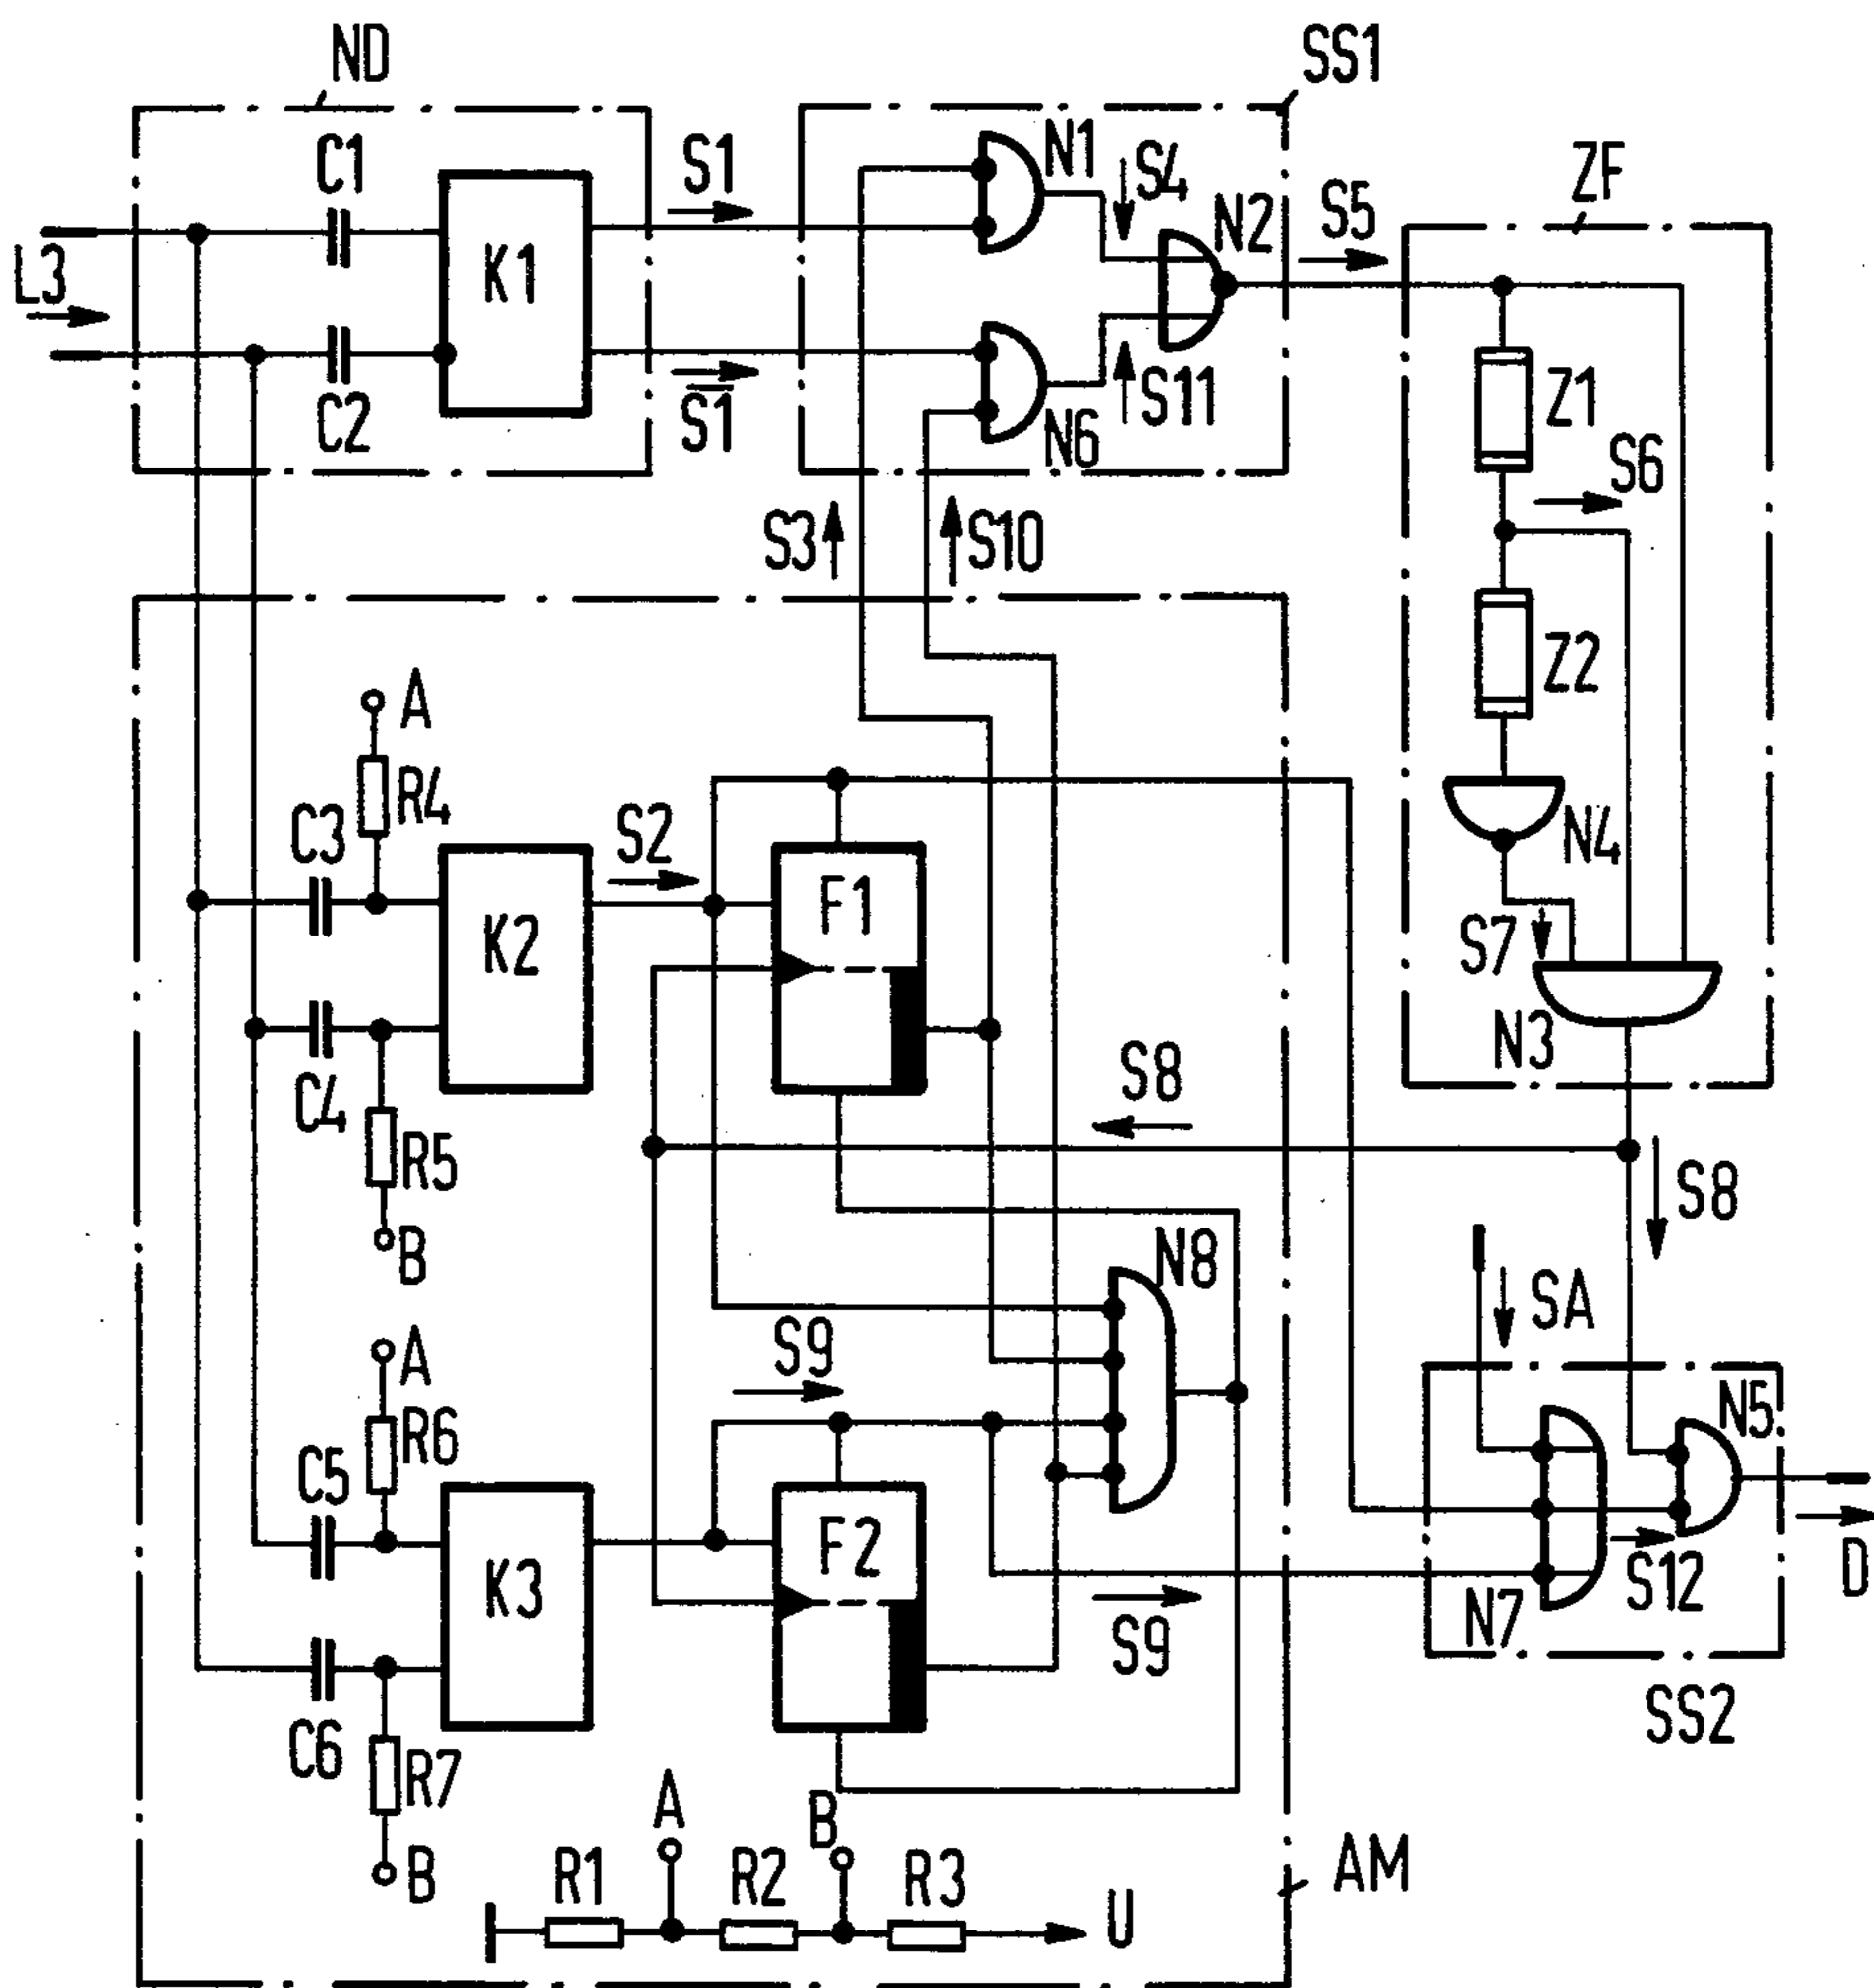 ND
SS1
C1
S1
N1
S4
ZF
L3
K1
N2
S5
C2
S1
N6
S11
Z1
S6
S3
S10
Z2
A
R4
C3
S2
F1
N4
K2
S7
N3
C4
S8
R5
S8
B
N8
SA
A
S9
R6
N5
C5
F2
K3
S12
D
N7
S9
C6
R7
SS2
A
B
B
R1
R2
R3
U
AM